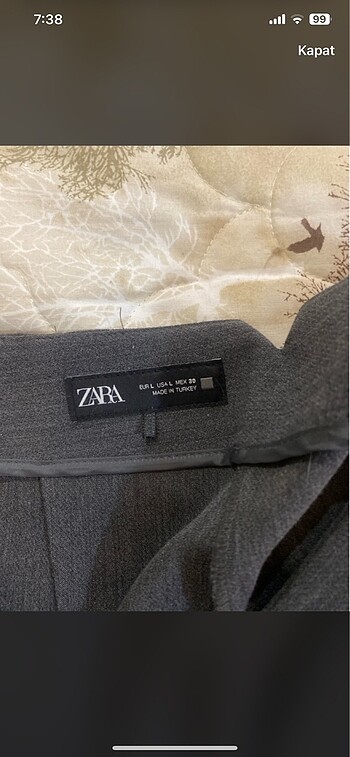 7:38
99
Kapat
ZARA
EUR L USA L MEX 30
MADE IN TURKEY